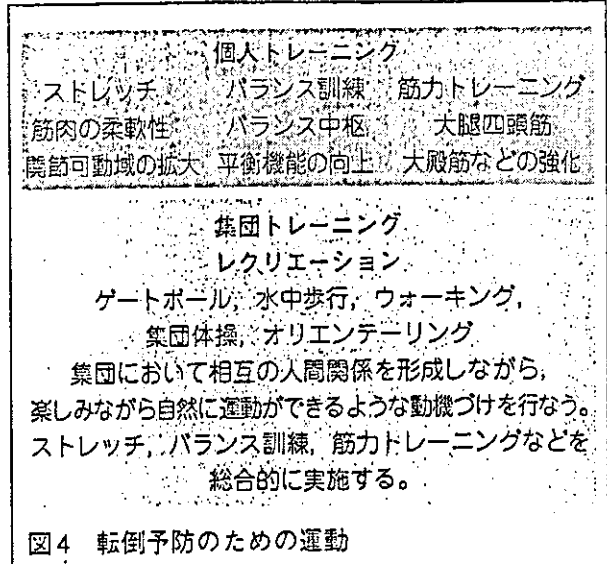 個人トレーニング
ストレッチ バランス訓練 筋力トレーニング
筋肉の柔軟性 バランス中枢 大腿四頭筋
関節可動域の拡大 平衡機能の向上 大殿筋などの強化
集団トレーニング
レクリエーション
ゲートボール, 水中歩行, ウォーキング,
集団体操, オリエンテーリング
集団において相互の人間関係を形成しながら,
楽しみながら自然に運動ができるような動機づけを行なう。
ストレッチ, バランス訓練, 筋力トレーニングなどを
総合的に実施する。
図4 転倒予防のための運動